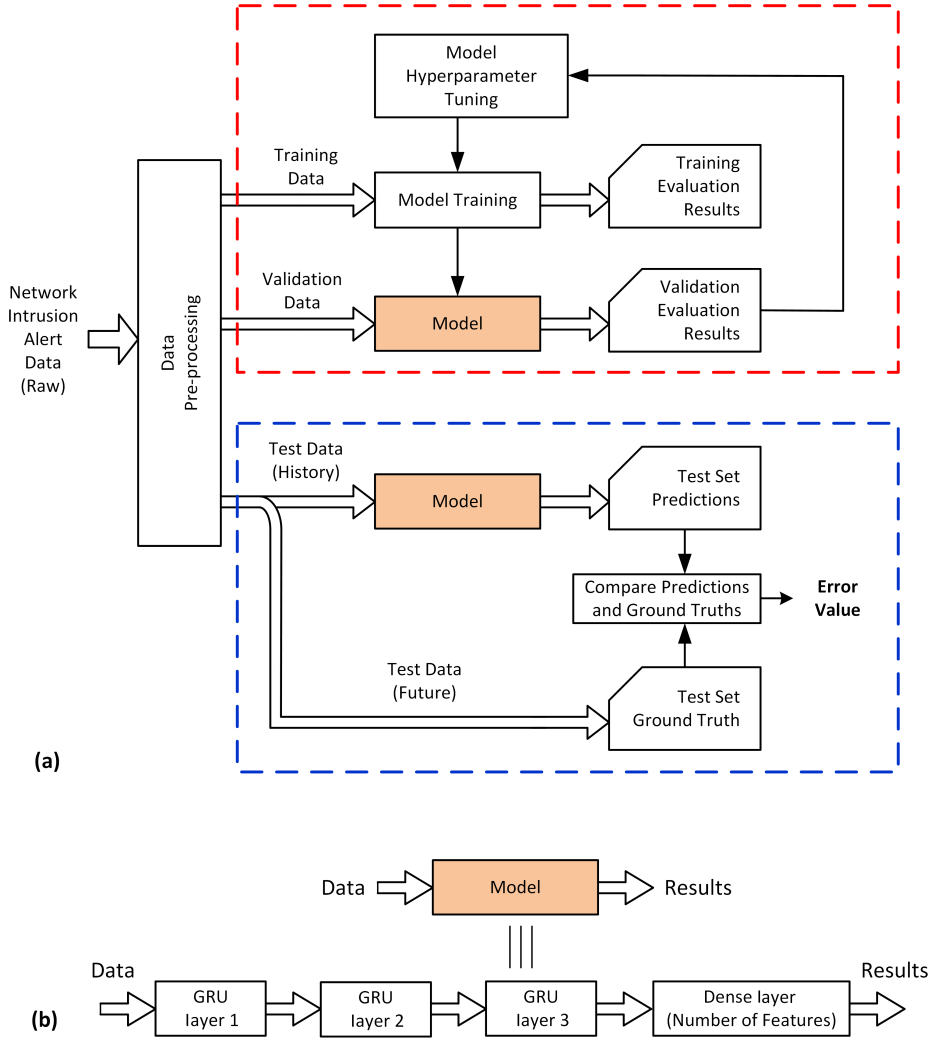 Model
Hyperparameter
Tuning
Training
Data
Model Training
Training
Evaluation
Results
Network
Intrusion
Alert
Data
(Raw)
Data
Pre-processing
Validation
Data
Model
Validation
Evaluation
Results
Test Data
(History)
Model
Test Set
Predictions
Compare Predictions
and Ground Truths
Error
Value
Test Data
(Future)
Test Set
Ground Truth
(a)
Data
Model
Results
Data
GRU
layer 1
GRU
layer 2
GRU
layer 3
Dense layer
(Number of Features)
Results
(b)